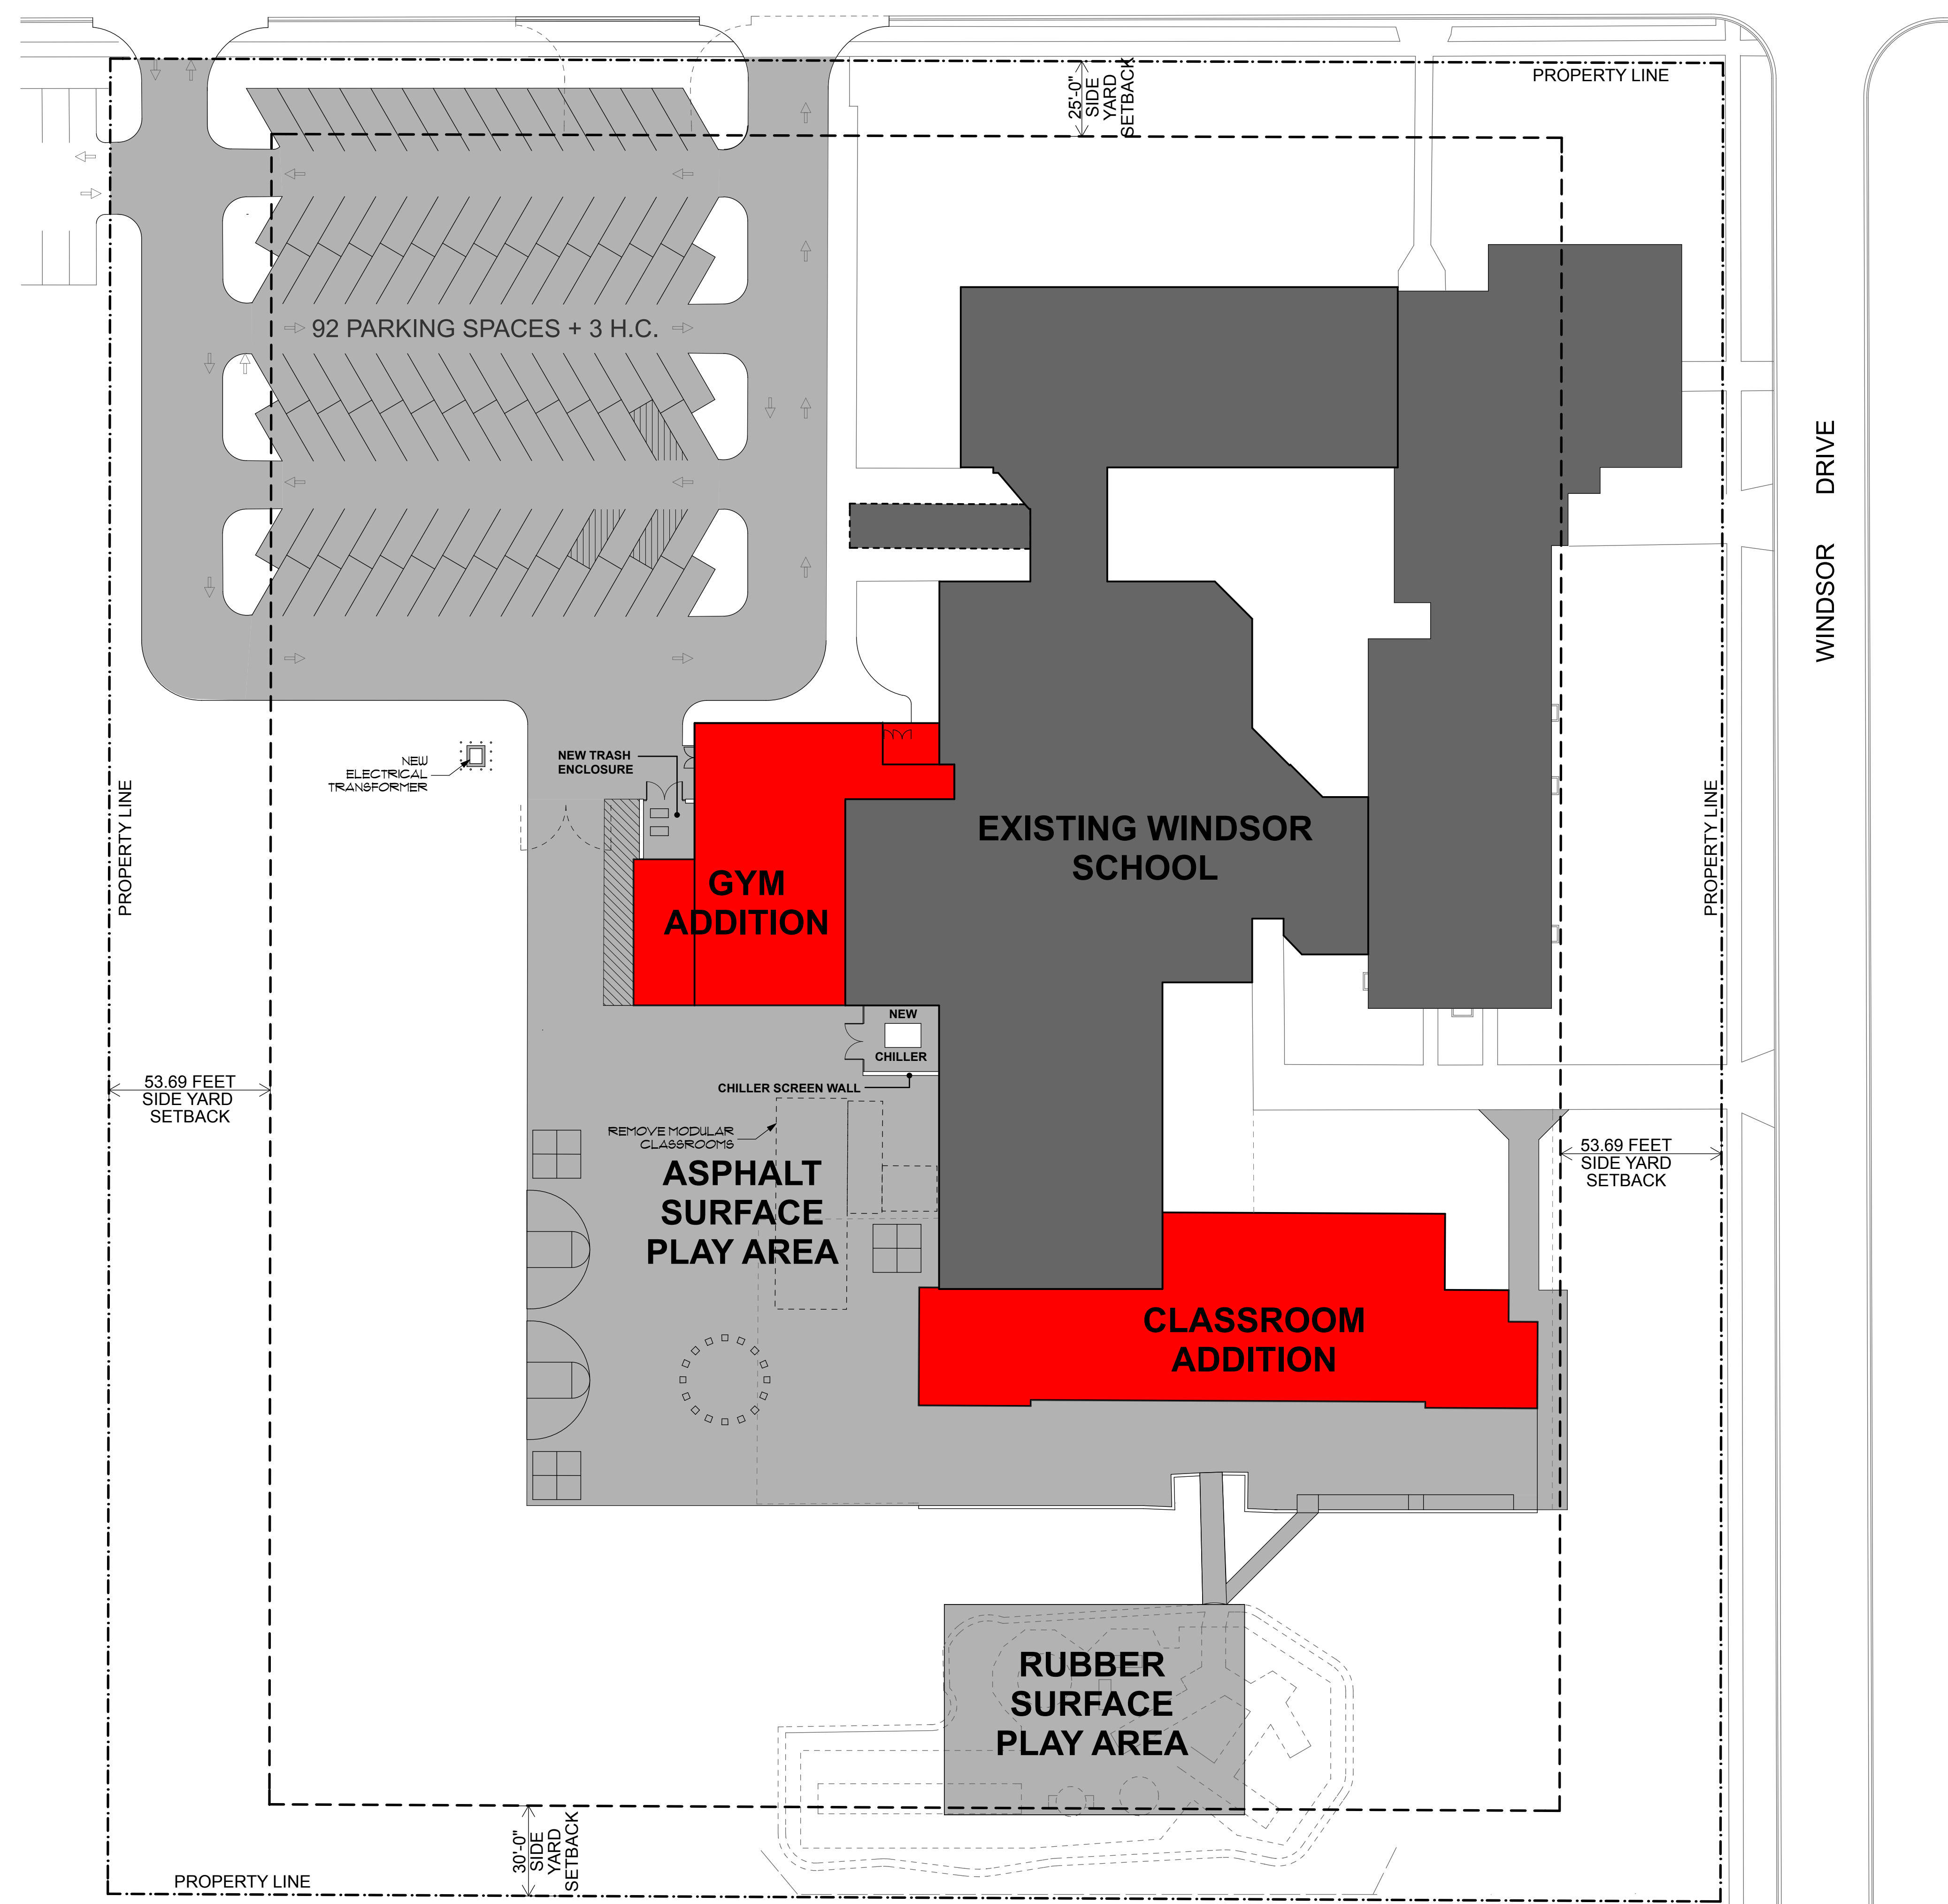 PROPERTY LINE
25'-0"
SIDE
YARD
SETBACK
92 PARKING SPACES + 3 H.C.
WINDSOR DRIVE
NEW
ELECTRICAL
TRANSFORMER
NEW TRASH
ENCLOSURE
PROPERTY LINE
GYM
ADDITION
EXISTING WINDSOR
SCHOOL
PROPERTY LINE
NEW
CHILLER
CHILLER SCREEN WALL
53.69 FEET
SIDE YARD
SETBACK
REMOVE MODULAR
CLASSROOMS
ASPHALT
SURFACE
PLAY AREA
53.69 FEET
SIDE YARD
SETBACK
CLASSROOM
ADDITION
RUBBER
SURFACE
PLAY AREA
30'-0"
SIDE
YARD
SETBACK
PROPERTY LINE